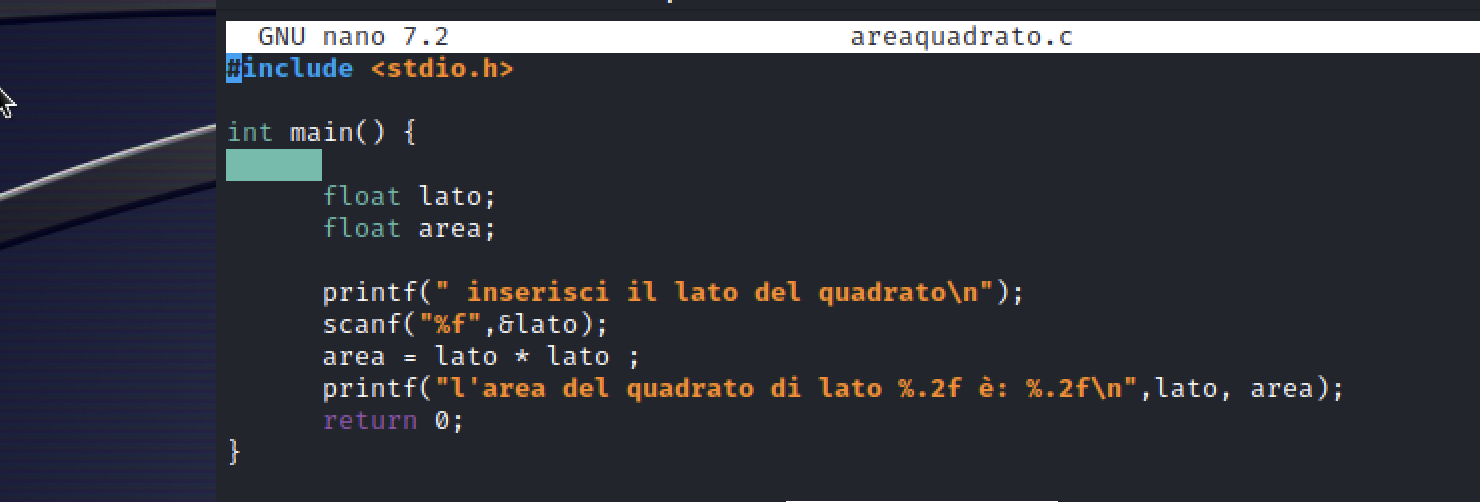 GNU nano 7.2 areaquadrato.c
#include <stdio.h>
int main() {
float lato;
float area;
printf(" inserisci il lato del quadrato\n");
scanf("%f",&lato);
area = lato * lato ;
printf("l'area del quadrato di lato %.2f è: %.2f\n",lato, area);
return 0;
}